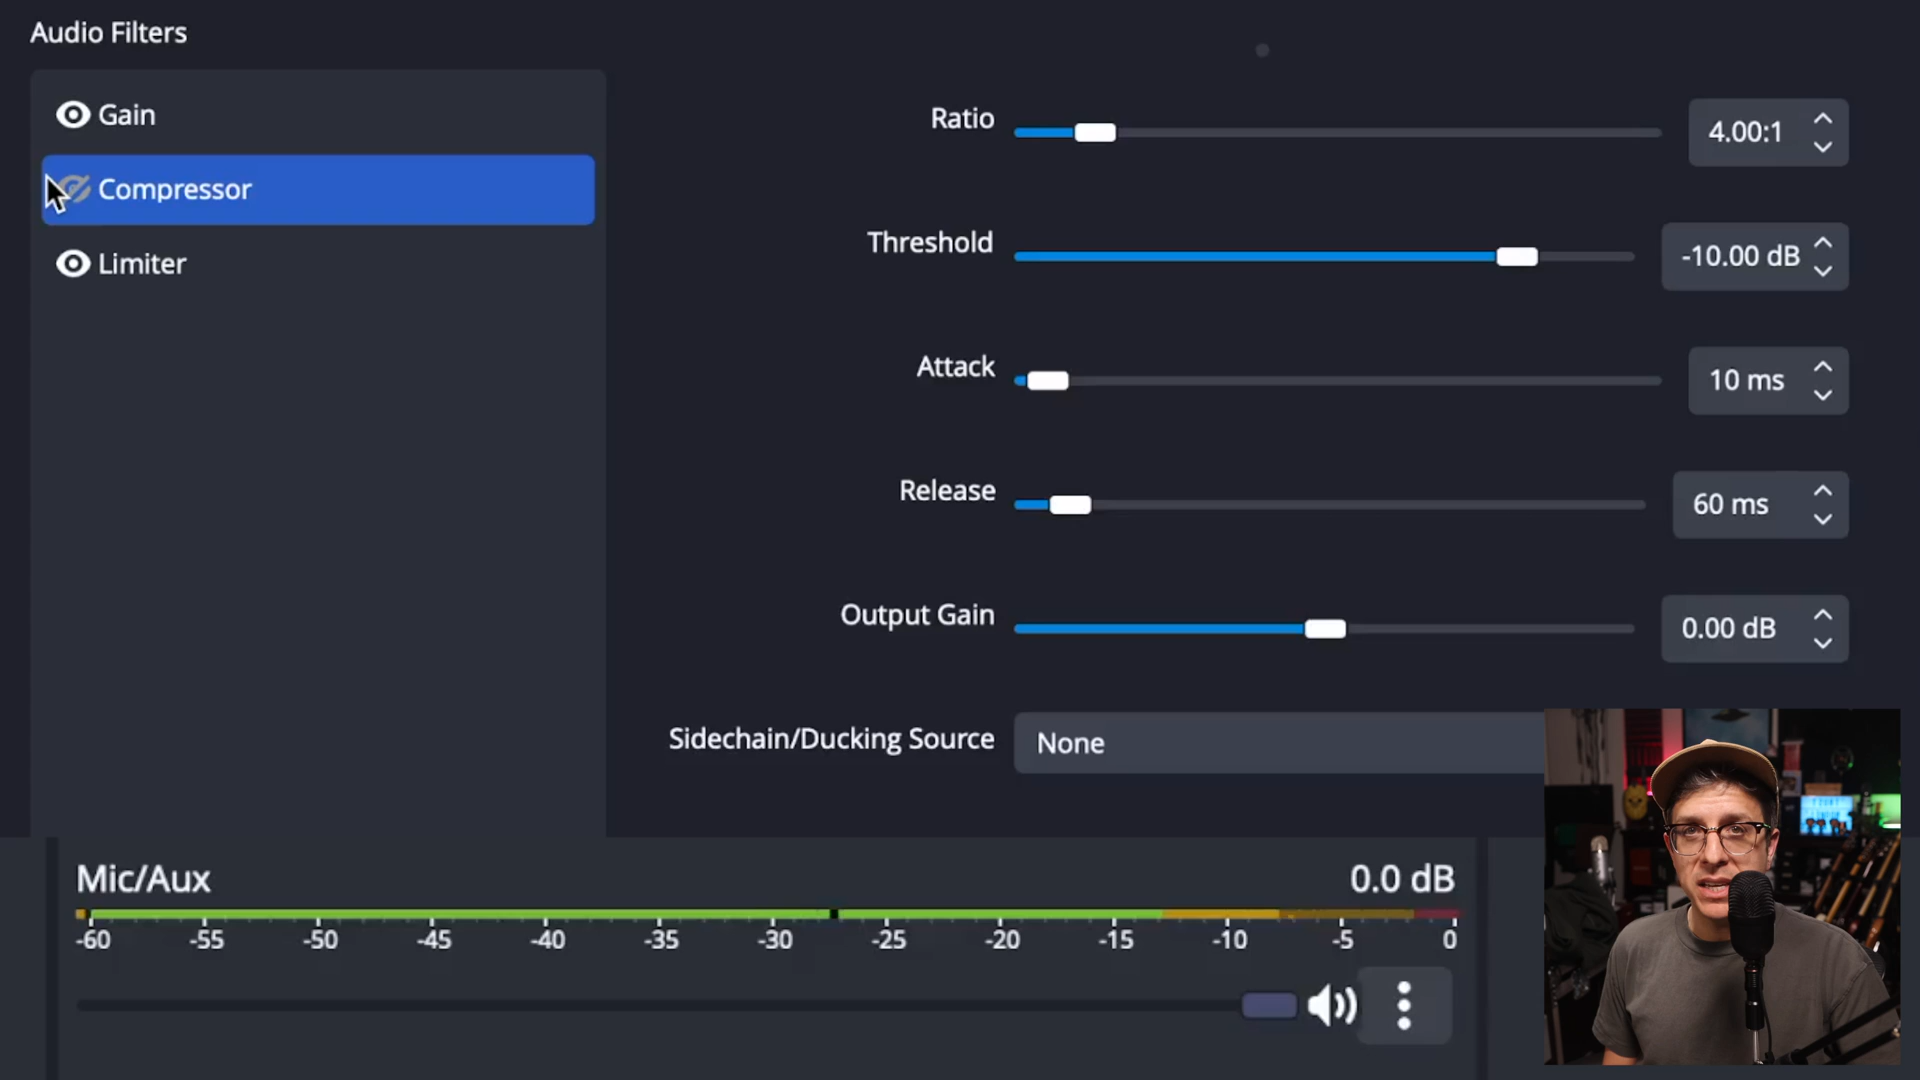 Audio Filters
Gain
Compressor
Limiter
Ratio
4.00:1
Threshold
-10.00 dB
Attack
10 ms
Release
60 ms
Output Gain
0.00 dB
Sidechain/Ducking Source
None
Mic/Aux
0.0 dB
-60 -55 -50 -45 -40 -35 -30 -25 -20 -15 -10 -5 0